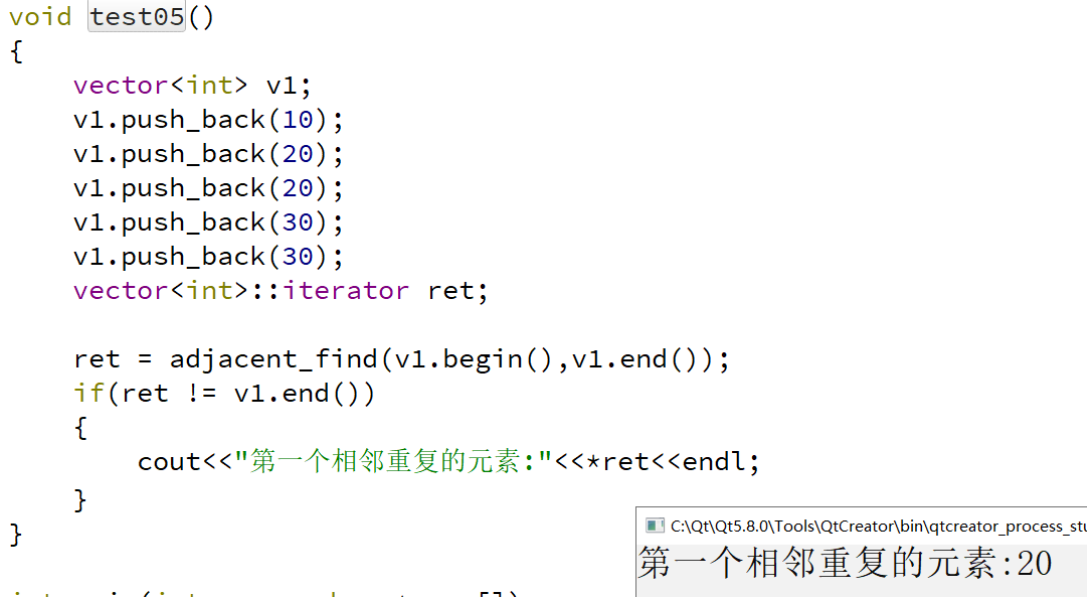 void test05()
{
    vector<int> v1;
    v1.push_back(10);
    v1.push_back(20);
    v1.push_back(20);
    v1.push_back(30);
    v1.push_back(30);
    vector<int>::iterator ret;
    ret = adjacent_find(v1.begin(),v1.end());
    if(ret != v1.end())
    {
        cout<<"第一个相邻重复的元素:"<<*ret<<endl;
    }
}
C:\Qt\Qt5.8.0\Tools\QtCreator\bin\qtcreator_process_stu
第一个相邻重复的元素:20